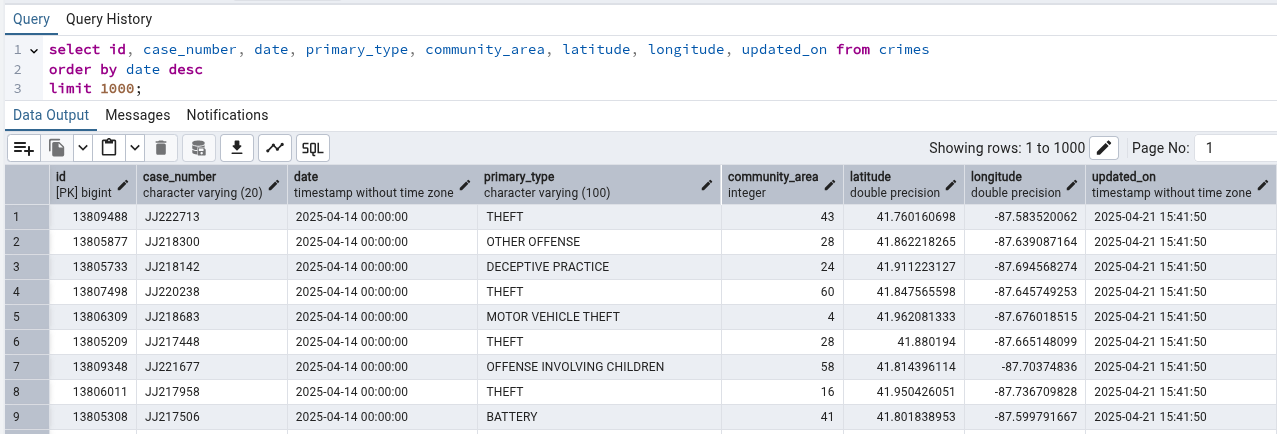 Query Query History
1 select id, case_number, date, primary_type, community_area, latitude, longitude, updated_on from crimes
2 order by date desc
3 limit 1000;
Data Output Messages Notifications
SQL Showing rows: 1 to 1000 Page No: 1
id case_number date primary_type community_area latitude longitude updated_on
[PK] bigint character varying (20) timestamp without time zone character varying (100) integer double precision double precision timestamp without time zone
1 13809488 JJ222713 2025-04-14 00:00:00 THEFT 43 41.760160698 -87.583520062 2025-04-21 15:41:50
2 13805877 JJ218300 2025-04-14 00:00:00 OTHER OFFENSE 28 41.862218265 -87.639087164 2025-04-21 15:41:50
3 13805733 JJ218142 2025-04-14 00:00:00 DECEPTIVE PRACTICE 24 41.911223127 -87.694568274 2025-04-21 15:41:50
4 13807498 JJ220238 2025-04-14 00:00:00 THEFT 60 41.847565598 -87.645749253 2025-04-21 15:41:50
5 13806309 JJ218683 2025-04-14 00:00:00 MOTOR VEHICLE THEFT 4 41.962081333 -87.676018515 2025-04-21 15:41:50
6 13805209 JJ217448 2025-04-14 00:00:00 THEFT 28 41.880194 -87.665148099 2025-04-21 15:41:50
7 13809348 JJ221677 2025-04-14 00:00:00 OFFENSE INVOLVING CHILDREN 58 41.814396114 -87.70374836 2025-04-21 15:41:50
8 13806011 JJ217958 2025-04-14 00:00:00 THEFT 16 41.950426051 -87.736709828 2025-04-21 15:41:50
9 13805308 JJ217506 2025-04-14 00:00:00 BATTERY 41 41.801838953 -87.599791667 2025-04-21 15:41:50